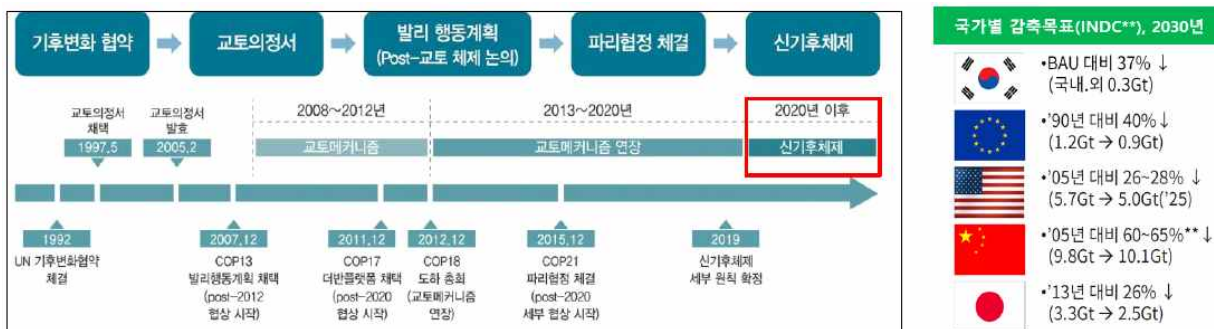 기후변화 협약
교토의정서
발리 행동계획
(Post-교토 체제 논의)
파리협정 체결
신기후체제
교토의정서
채택
1997.5
교토의정서
발효
2005.2
2008~2012년
2013~2020년
2020년 이후
교토메커니즘
교토메커니즘 연장
신기후체제
1992
UN 기후변화협약
체결
2007.12
COP13
발리행동계획 채택
(post-2012
협상 시작)
2011.12
COP17
더반플랫폼 채택
(post-2020
협상 시작)
2012.12
COP18
도하 총회
(교토메커니즘
연장)
2015.12
COP21
파리협정 체결
(post-2020
세부 협상 시작)
2019
신기후체제
세부 원칙 확정
국가별 감축목표(INDC**), 2030년
•BAU 대비 37% ↓
(국내.외 0.3Gt)
•'90년 대비 40%↓
(1.2Gt → 0.9Gt)
•'05년 대비 26~28% ↓
(5.7Gt → 5.0Gt('25)
•'05년 대비 60~65%** ↓
(9.8Gt → 10.1Gt)
•'13년 대비 26% ↓
(3.3Gt → 2.5Gt)